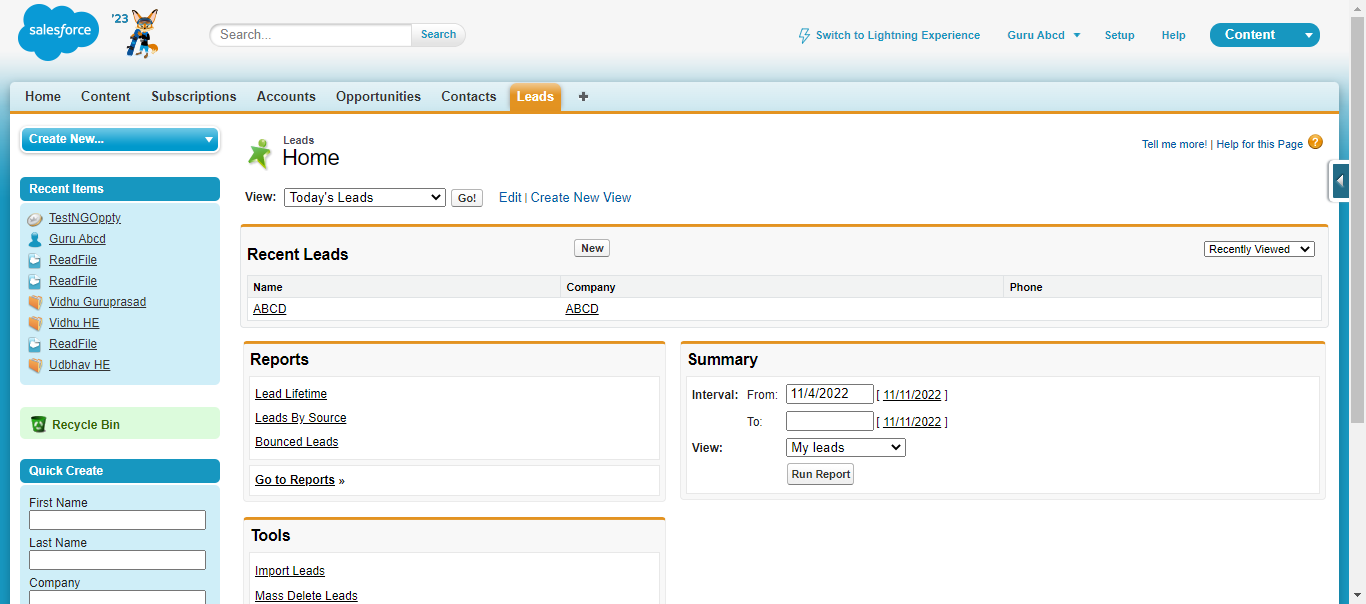 salesforce
'23
Search...
Search
Switch to Lightning Experience
Guru Abcd
Setup
Help
Content
Home Content Subscriptions Accounts Opportunities Contacts Leads +
Create New...
Recent Items
TestNGOppty
Guru Abcd
ReadFile
ReadFile
Vidhu Guruprasad
Vidhu HE
ReadFile
Udbhav HE
Recycle Bin
Quick Create
First Name
Last Name
Company
Leads
Home
Tell me more! | Help for this Page ?
View: Today's Leads Go! Edit | Create New View
Recent Leads New Recently Viewed
Name Company Phone
ABCD ABCD
Reports
Lead Lifetime
Leads By Source
Bounced Leads
Go to Reports »
Summary
Interval: From: 11/4/2022 [ 11/11/2022 ]
To: [ 11/11/2022 ]
View: My leads
Run Report
Tools
Import Leads
Mass Delete Leads